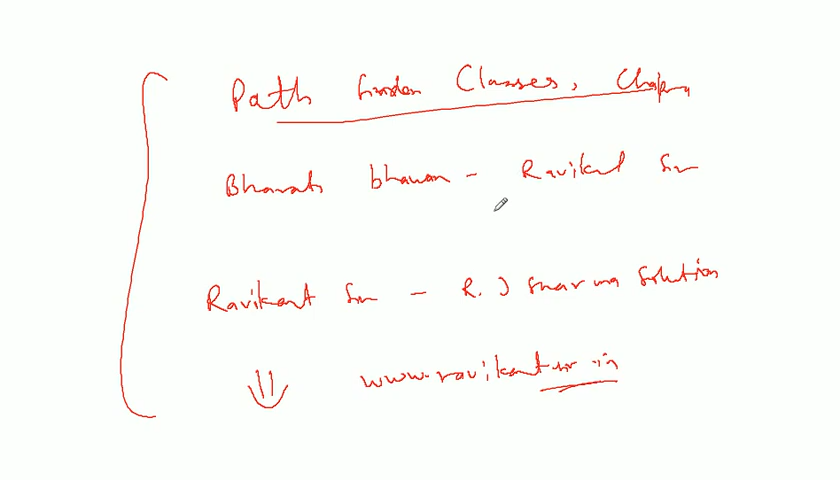 Path finder Classes, Chapra
Bharati bhawan - Ravikant Sir
Ravikant Sir - R. D Sharma Solution
www.ravikantsir.in